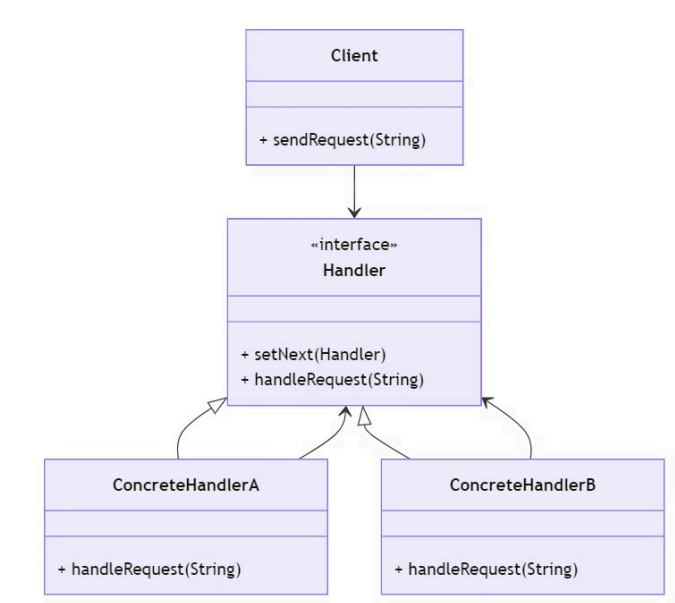 Client
+ sendRequest(String)
«interface»
Handler
+ setNext(Handler)
+ handleRequest(String)
ConcreteHandlerA
+ handleRequest(String)
ConcreteHandlerB
+ handleRequest(String)